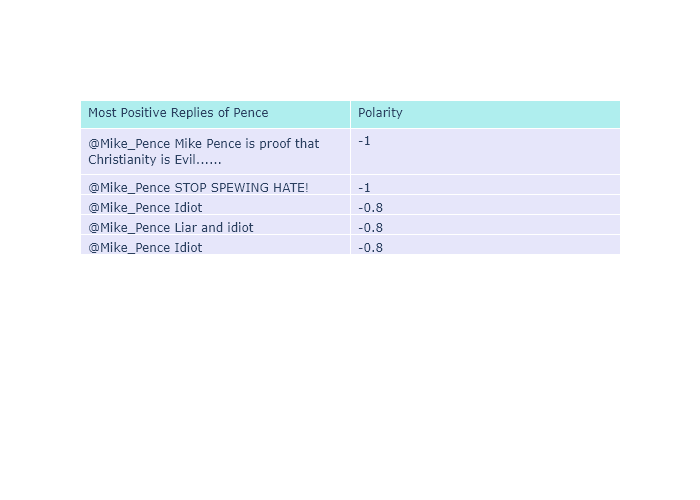 Most Positive Replies of Pence Polarity
@Mike_Pence Mike Pence is proof that -1
Christianity is Evil......
@Mike_Pence STOP SPEWING HATE! -1
@Mike_Pence Idiot -0.8
@Mike_Pence Liar and idiot -0.8
@Mike_Pence Idiot -0.8